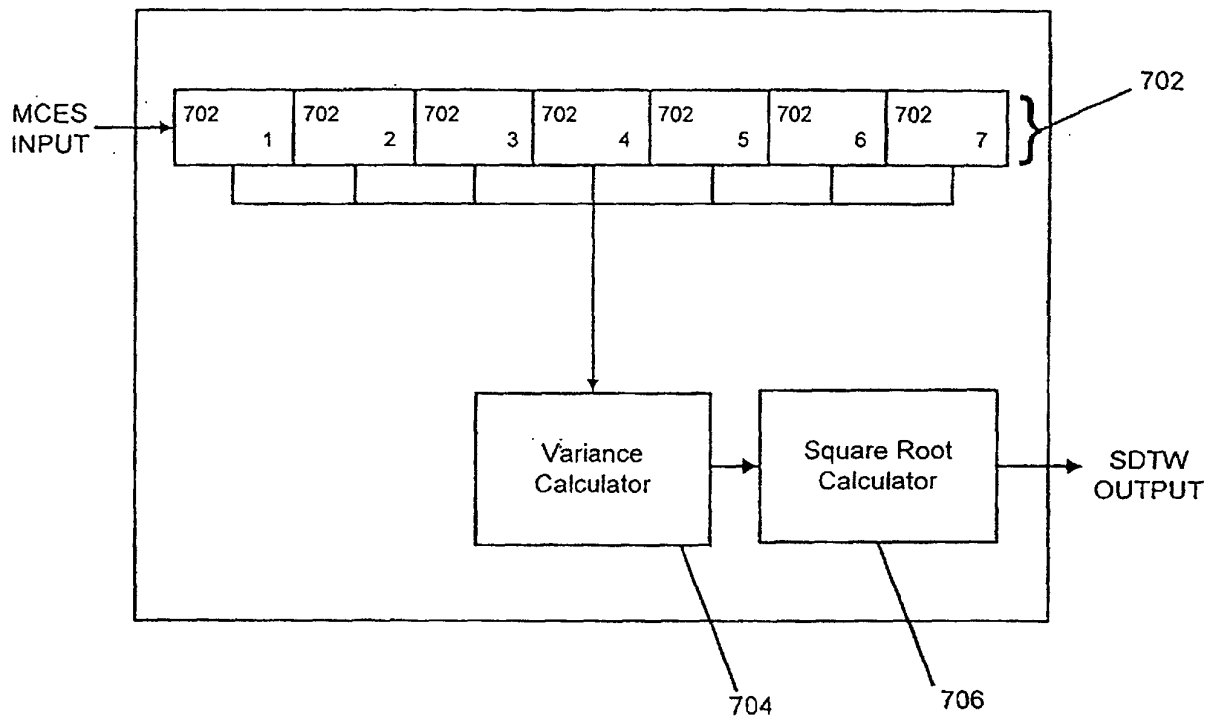 702
MCES
INPUT
702 702 702 702 702 702 702
1 2 3 4 5 6 7
Variance
Calculator
Square Root
Calculator
SDTW
OUTPUT
704
706